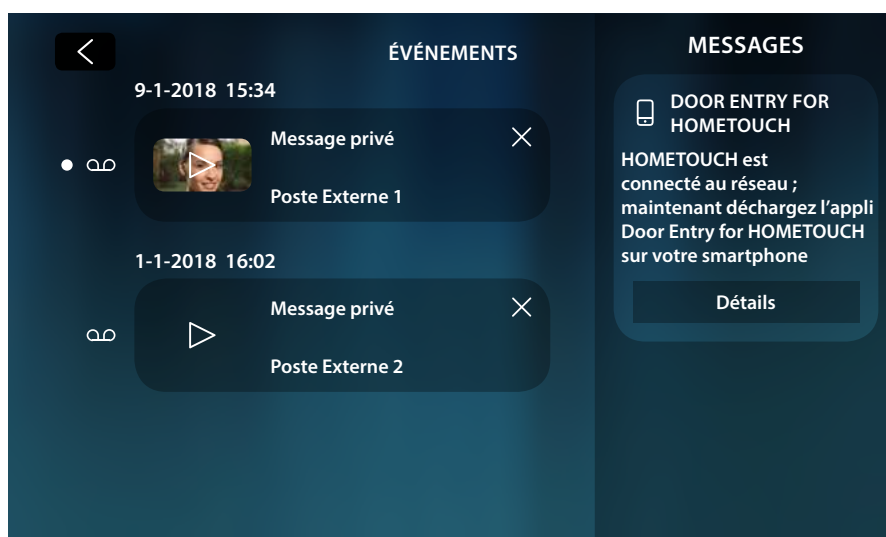 ÉVÉNEMENTS
9-1-2018 15:34
Message privé
Poste Externe 1
1-1-2018 16:02
Message privé
Poste Externe 2
MESSAGES
DOOR ENTRY FOR
HOMETOUCH
HOMETOUCH est
connecté au réseau ;
maintenant déchargez l’appli
Door Entry for HOMETOUCH
sur votre smartphone
Détails